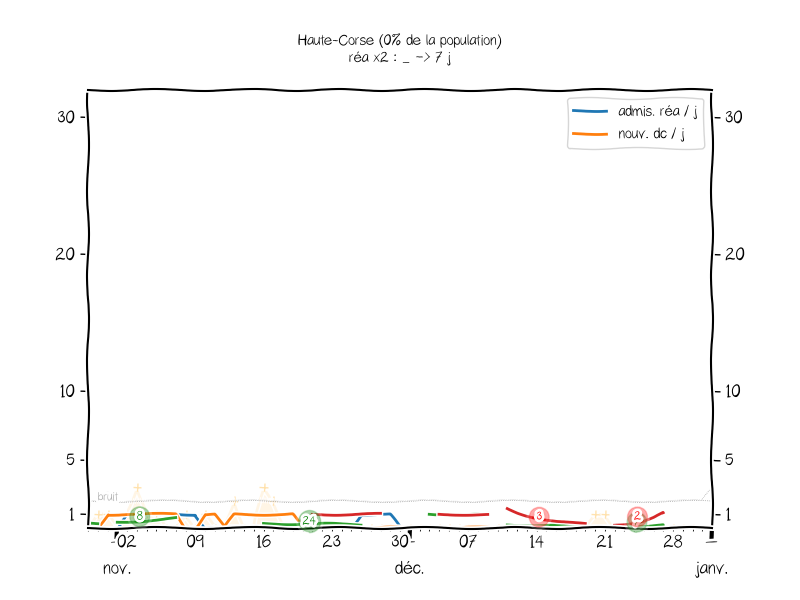 Haute-Corse (0% de la population)
réa x2 : _ -> 7 j
admis. réa / j
nouv. dc / j
30 30
20 20
10 10
5 5
bruit
1 8 24 3 2 1
02 09 16 23 30 07 14 21 28
nov. déc. janv.